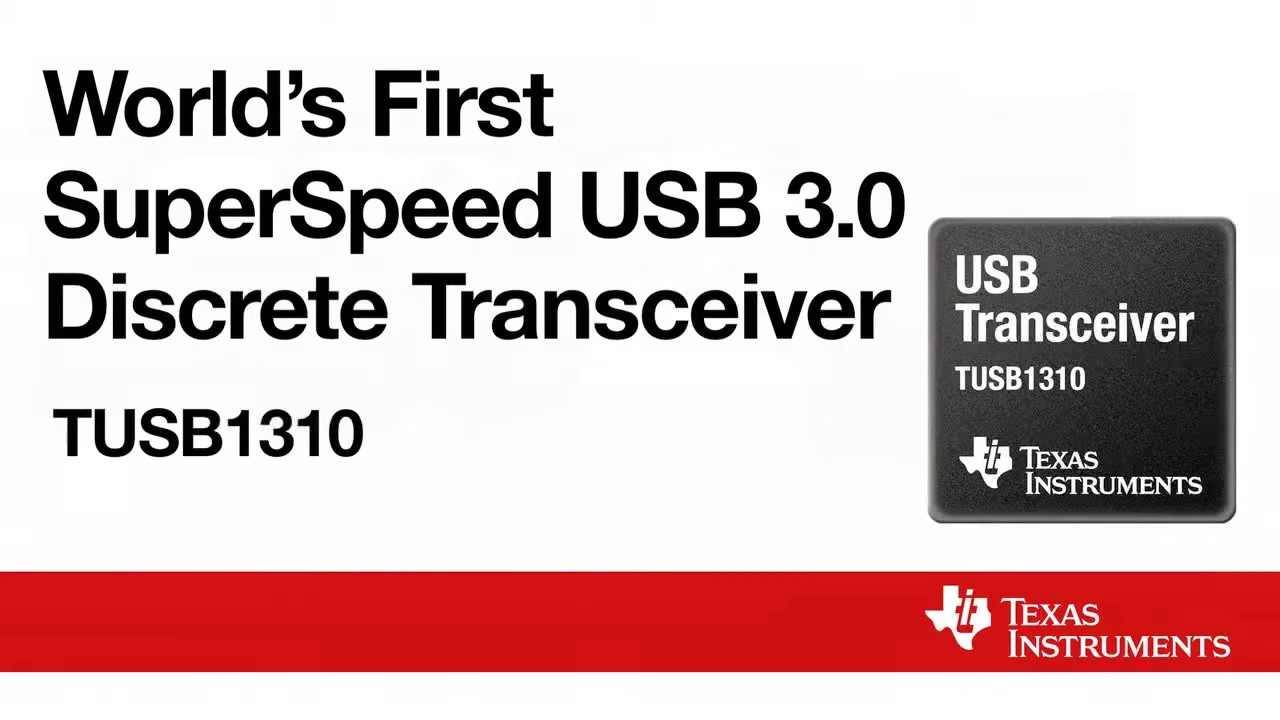 World's First
SuperSpeed USB 3.0
Discrete Transceiver
TUSB1310
USB
Transceiver
TUSB1310
TEXAS
INSTRUMENTS
TEXAS
INSTRUMENTS